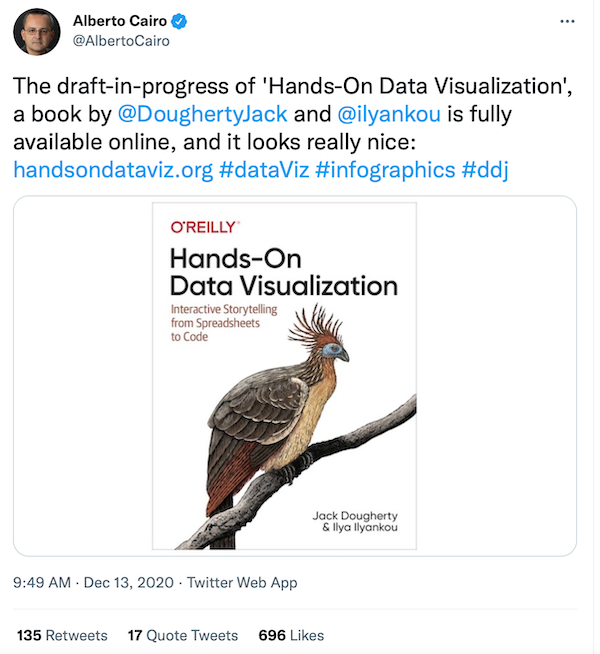 Alberto Cairo
@AlbertoCairo
The draft-in-progress of 'Hands-On Data Visualization',
a book by @DoughertyJack and @ilyankou is fully
available online, and it looks really nice:
handsondataviz.org #dataViz #infographics #ddj
O'REILLY®
Hands-On
Data Visualization
Interactive Storytelling
from Spreadsheets
to Code
Jack Dougherty
& Ilya Ilyankou
9:49 AM · Dec 13, 2020 · Twitter Web App
135 Retweets 17 Quote Tweets 696 Likes